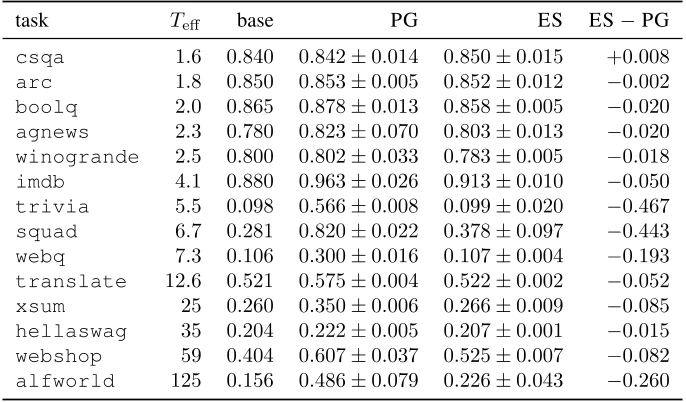 task T_eff base PG ES ES − PG
csqa 1.6 0.840 0.842 ± 0.014 0.850 ± 0.015 +0.008
arc 1.8 0.850 0.853 ± 0.005 0.852 ± 0.012 −0.002
boolq 2.0 0.865 0.878 ± 0.013 0.858 ± 0.005 −0.020
agnews 2.3 0.780 0.823 ± 0.070 0.803 ± 0.013 −0.020
winogrande 2.5 0.800 0.802 ± 0.033 0.783 ± 0.005 −0.018
imdb 4.1 0.880 0.963 ± 0.026 0.913 ± 0.010 −0.050
trivia 5.5 0.098 0.566 ± 0.008 0.099 ± 0.020 −0.467
squad 6.7 0.281 0.820 ± 0.022 0.378 ± 0.097 −0.443
webq 7.3 0.106 0.300 ± 0.016 0.107 ± 0.004 −0.193
translate 12.6 0.521 0.575 ± 0.004 0.522 ± 0.002 −0.052
xsum 25 0.260 0.350 ± 0.006 0.266 ± 0.009 −0.085
hellaswag 35 0.204 0.222 ± 0.005 0.207 ± 0.001 −0.015
webshop 59 0.404 0.607 ± 0.037 0.525 ± 0.007 −0.082
alfworld 125 0.156 0.486 ± 0.079 0.226 ± 0.043 −0.260